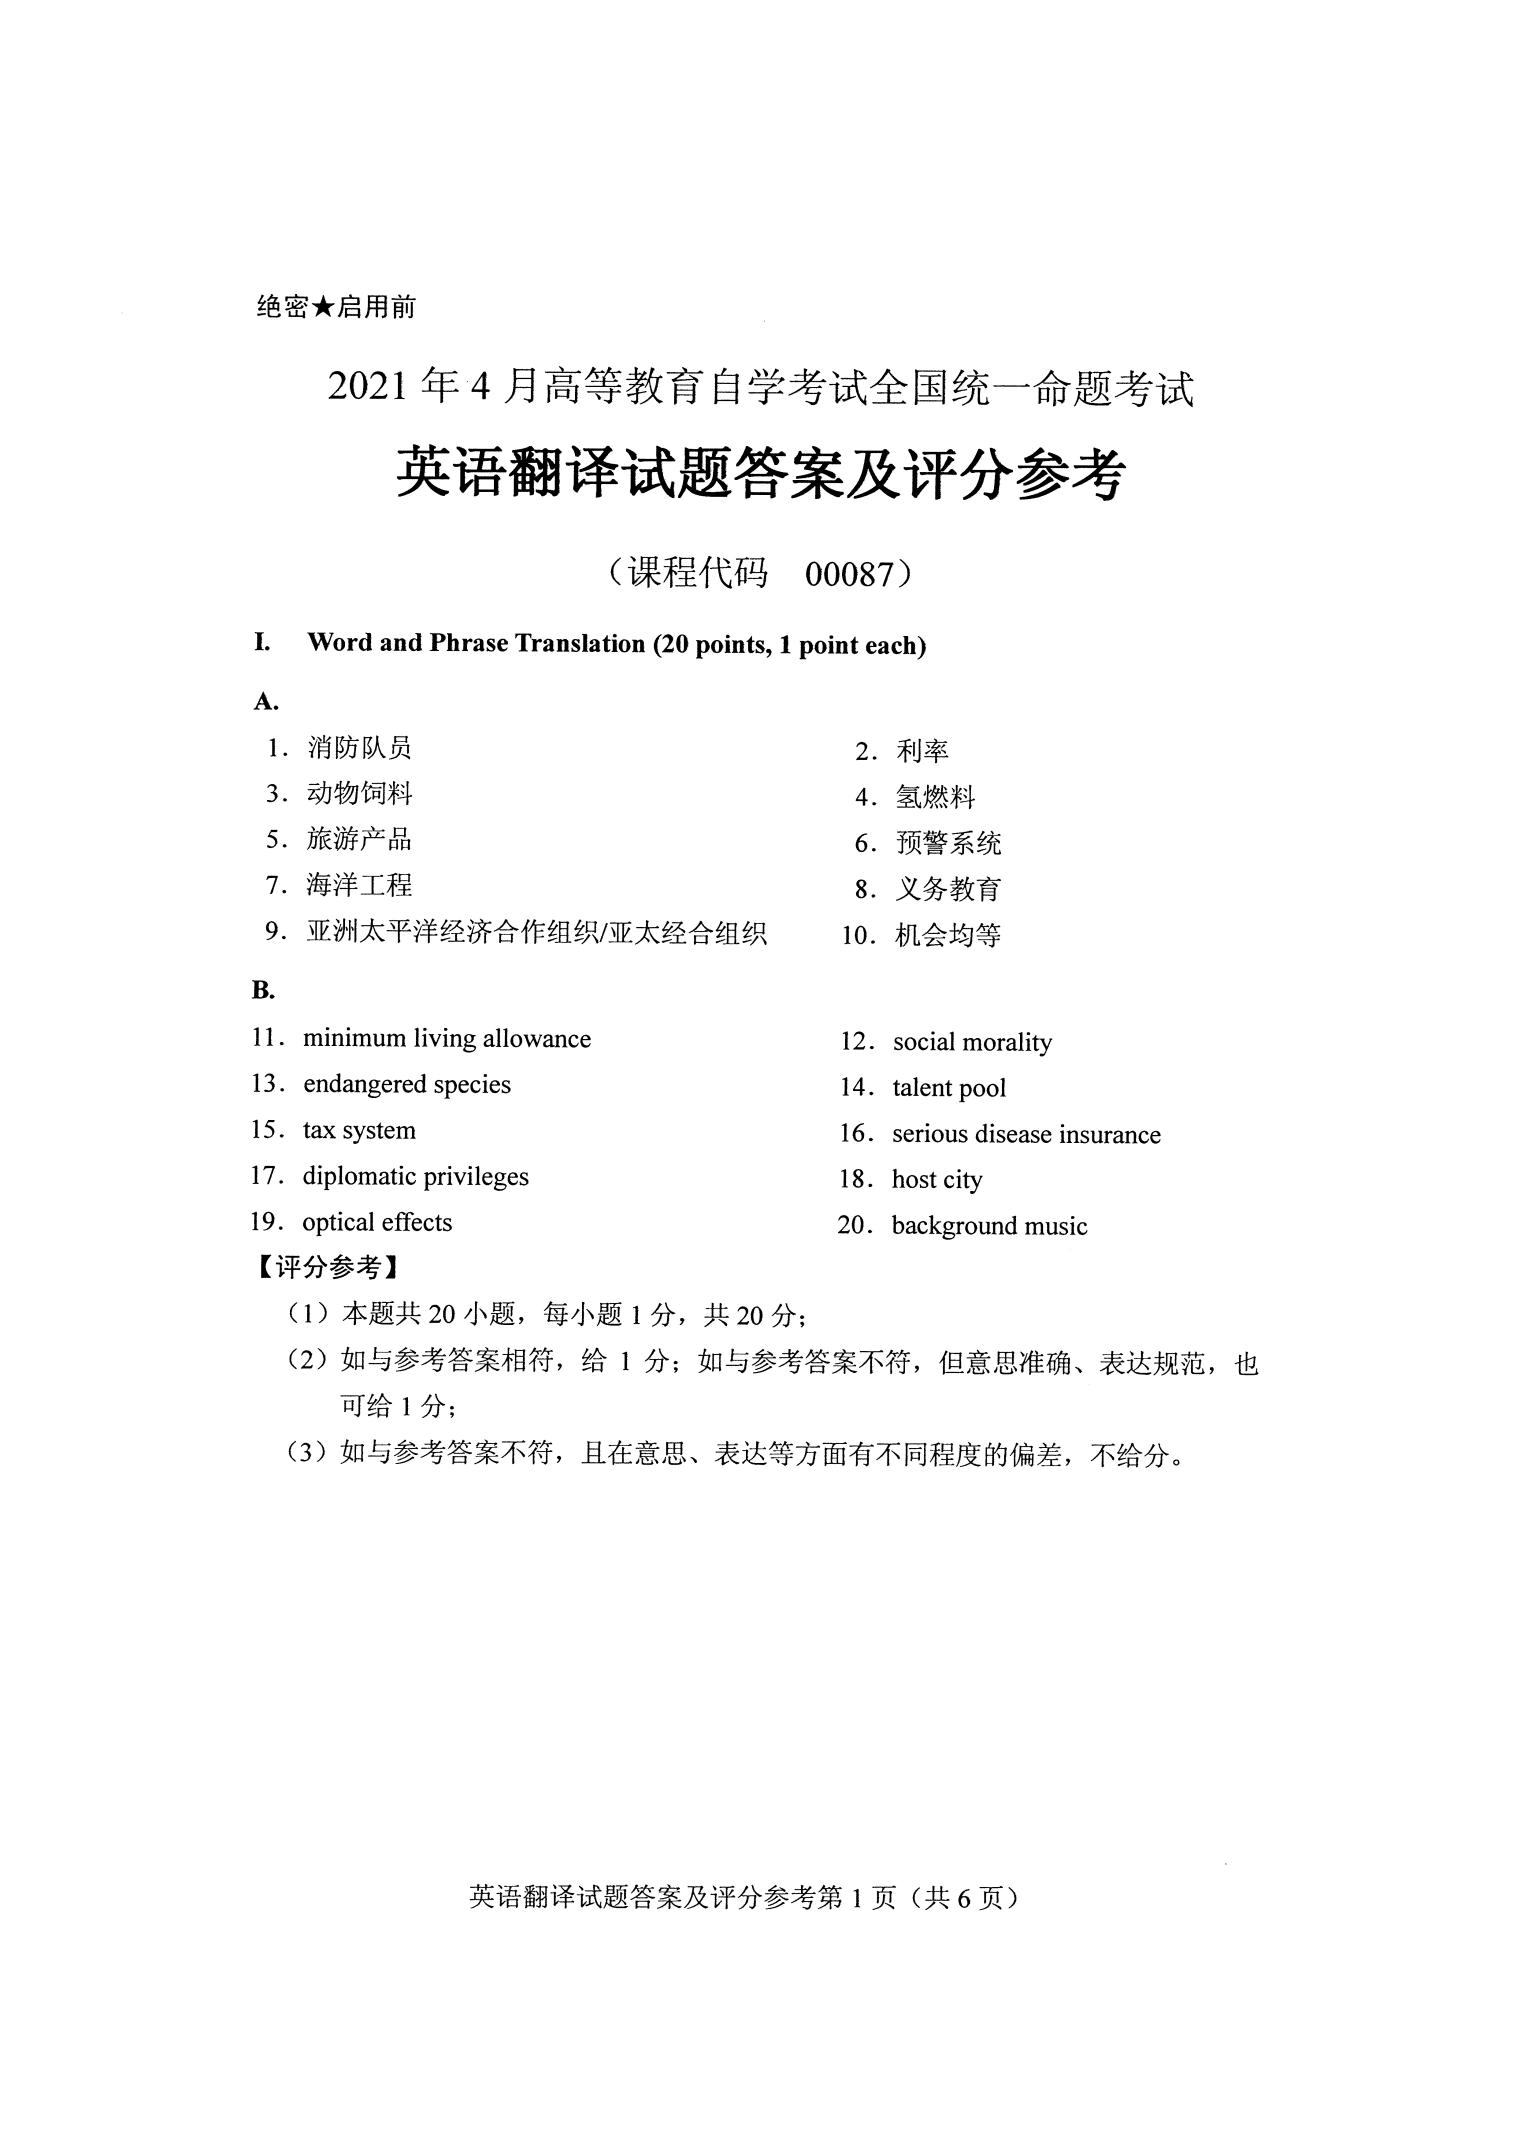 绝密★启用前
2021 年 4 月高等教育自学考试全国统一命题考试
英语翻译试题答案及评分参考
（课程代码 00087）
I. Word and Phrase Translation (20 points, 1 point each)
A.
1. 消防队员 2. 利率
3. 动物饲料 4. 氢燃料
5. 旅游产品 6. 预警系统
7. 海洋工程 8. 义务教育
9. 亚洲太平洋经济合作组织/亚太经合组织 10. 机会均等
B.
11. minimum living allowance 12. social morality
13. endangered species 14. talent pool
15. tax system 16. serious disease insurance
17. diplomatic privileges 18. host city
19. optical effects 20. background music
【评分参考】
（1）本题共 20 小题，每小题 1 分，共 20 分；
（2）如与参考答案相符，给 1 分；如与参考答案不符，但意思准确、表达规范，也
可给 1 分；
（3）如与参考答案不符，且在意思、表达等方面有不同程度的偏差，不给分。
英语翻译试题答案及评分参考第 1 页（共 6 页）